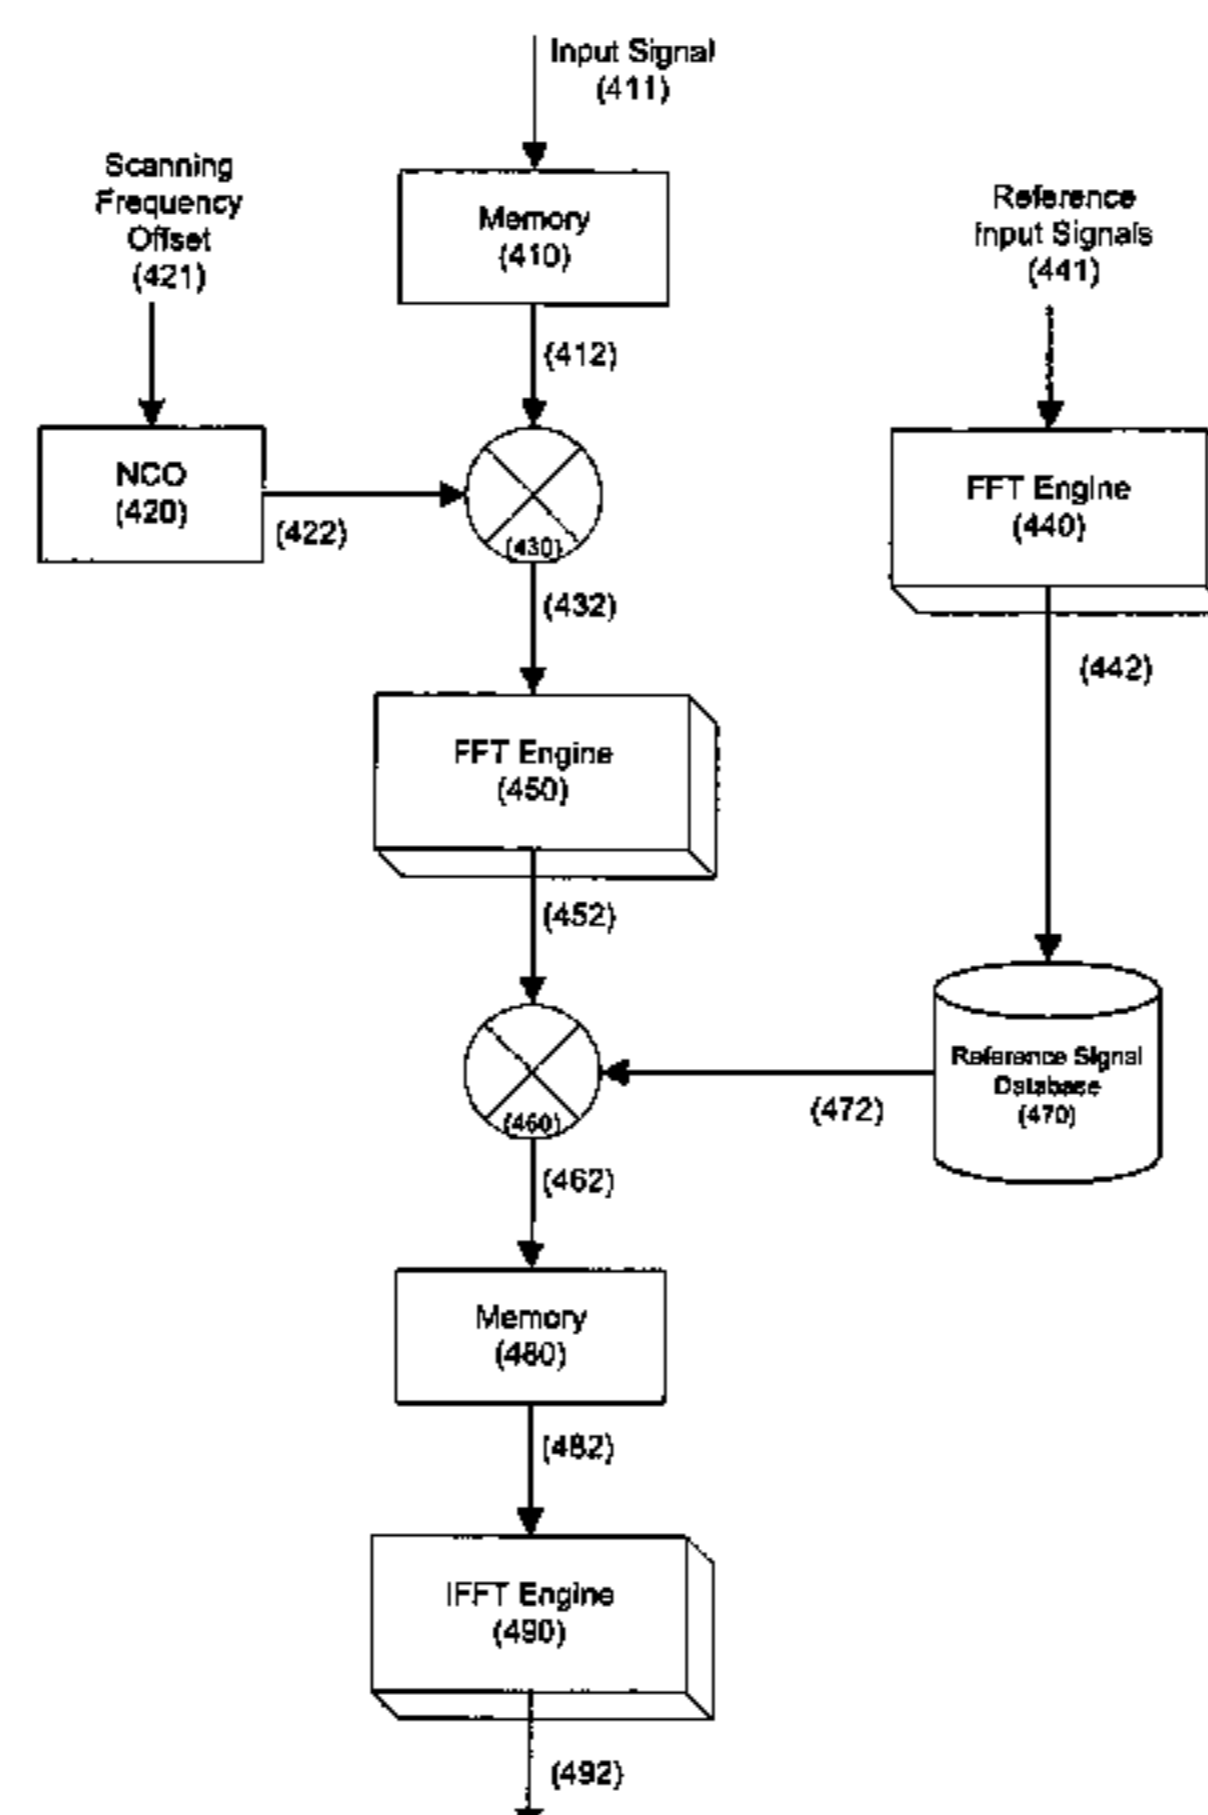 Input Signal
(411)
Scanning
Frequency
Offset
(421)
Memory
(410)
Reference
Input Signals
(441)
(412)
NCO
(420)
(422)
(430)
FFT Engine
(440)
(432)
(442)
FFT Engine
(450)
(452)
Reference Signal
Database
(470)
(460)
(472)
(462)
Memory
(480)
(482)
IFFT Engine
(490)
(492)